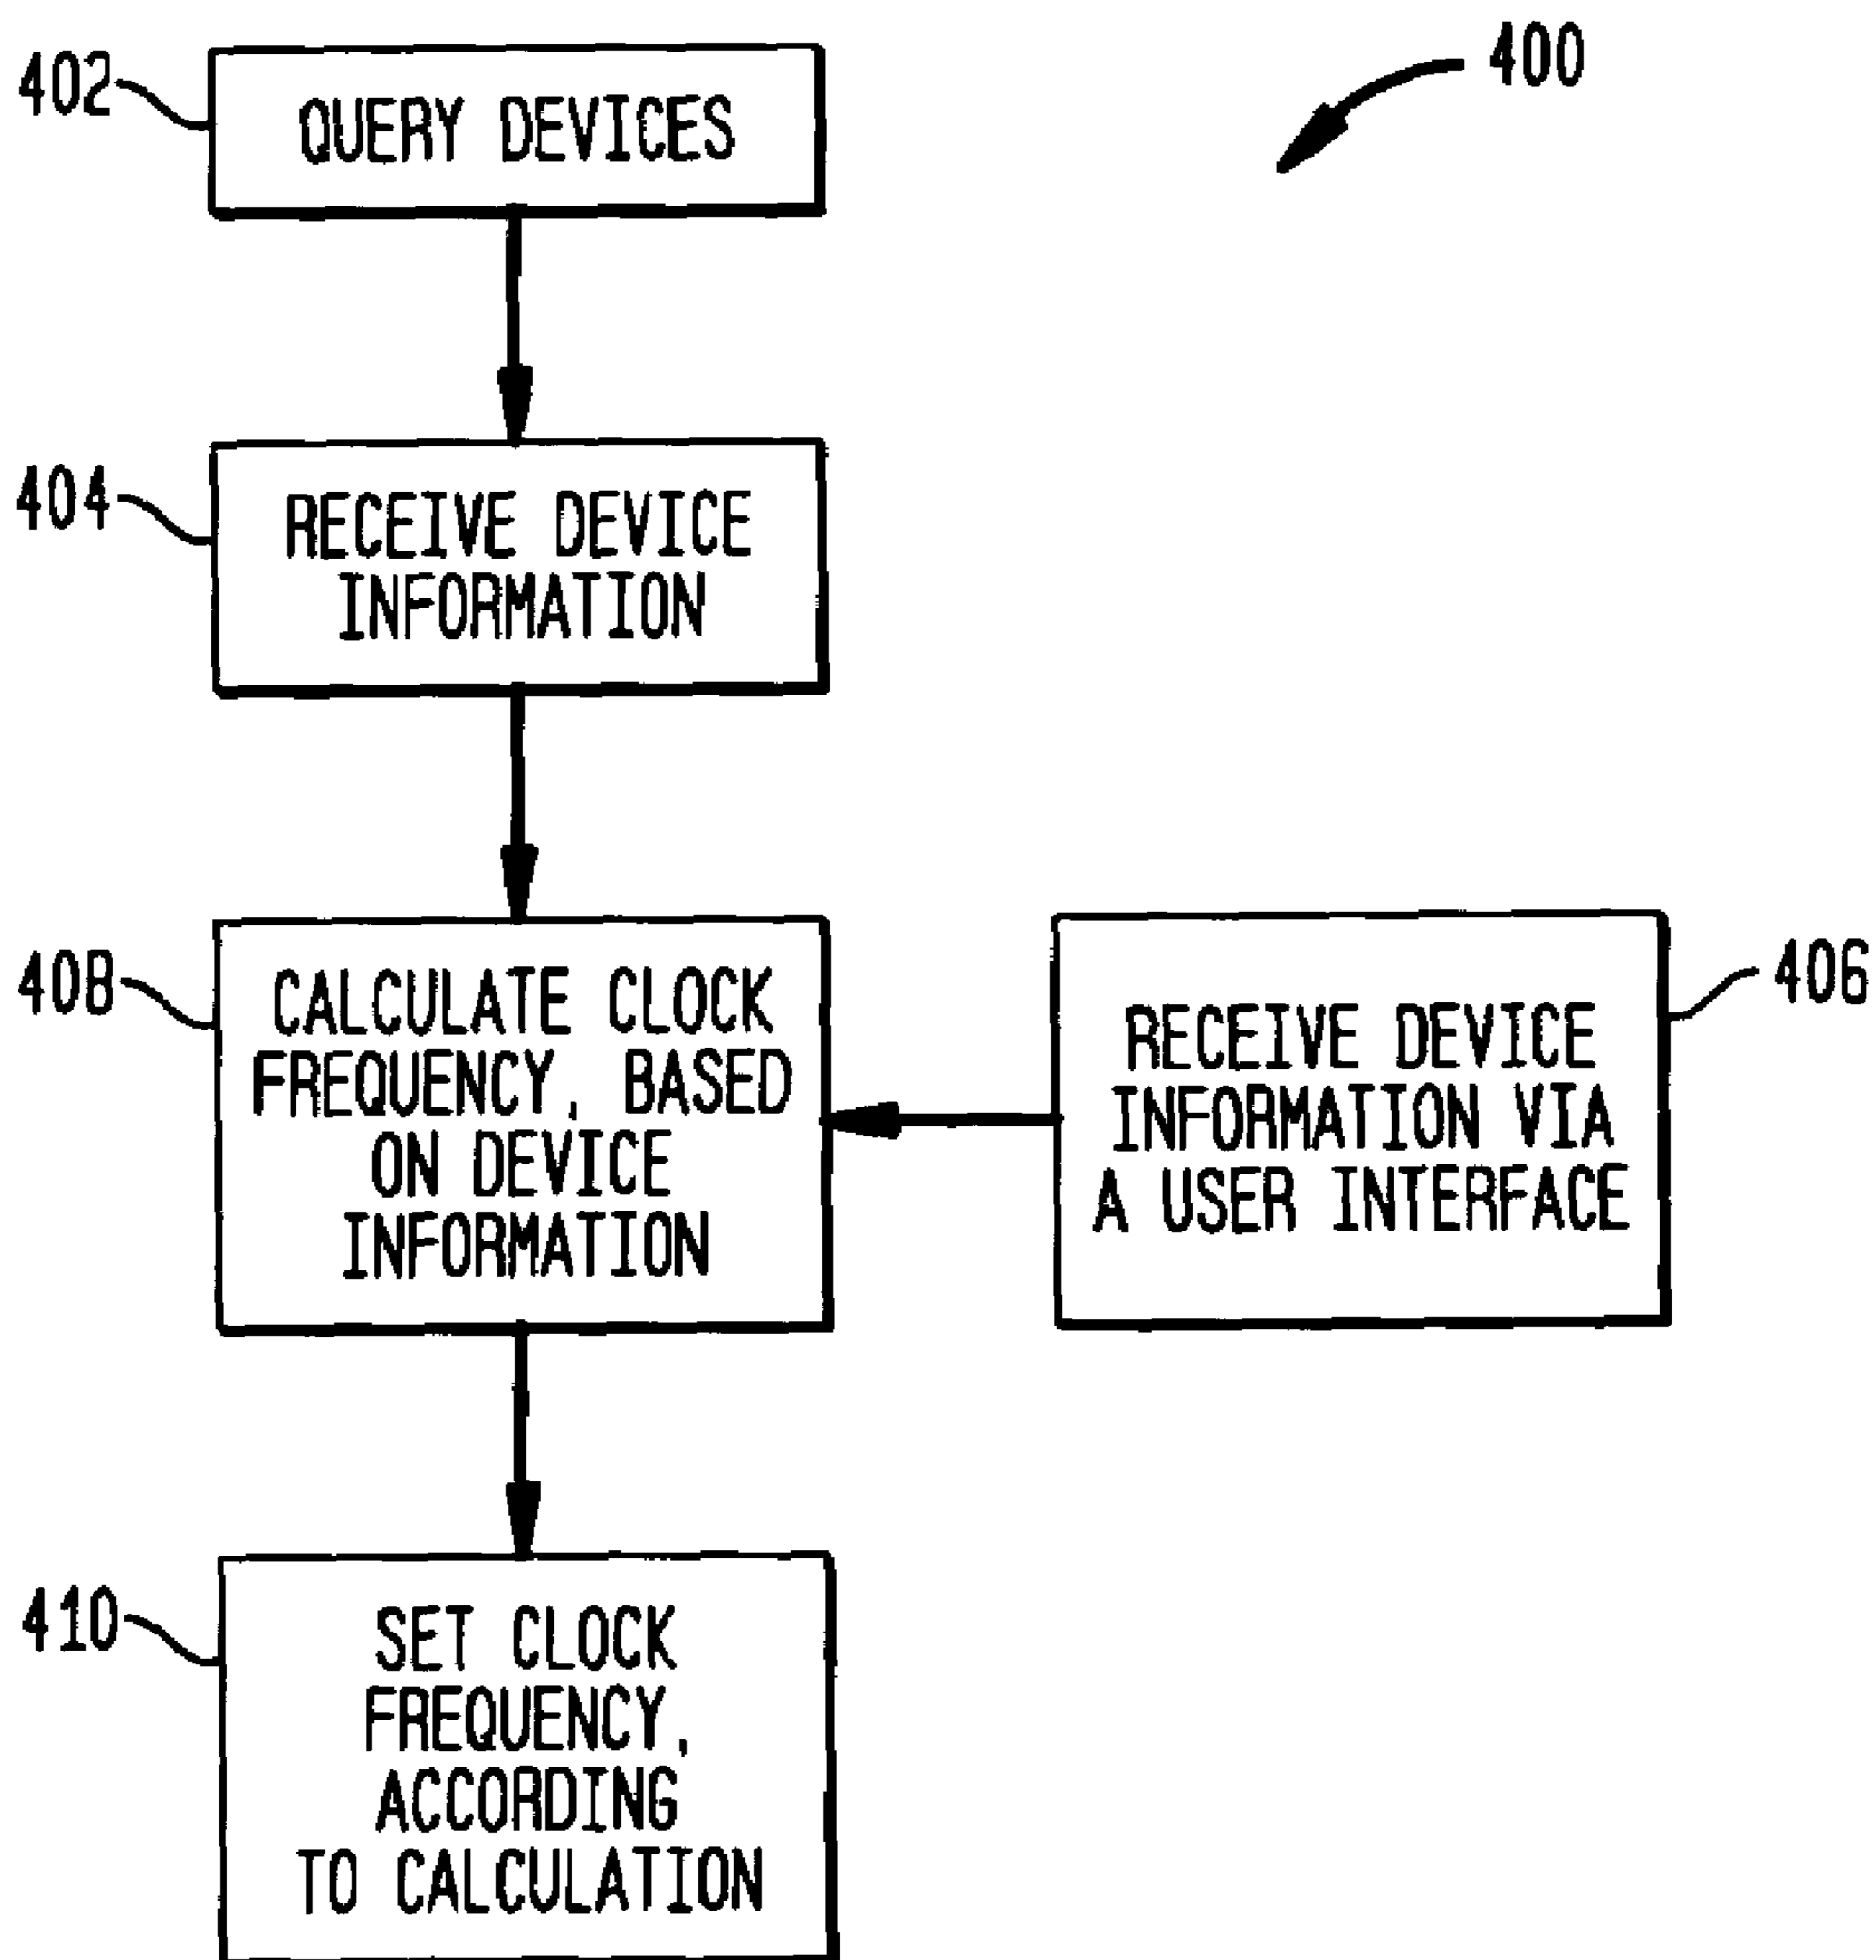 400
402
QUERY DEVICES
404
RECEIVE DEVICE
INFORMATION
408
CALCULATE CLOCK
FREQUENCY, BASED
ON DEVICE
INFORMATION
406
RECEIVE DEVICE
INFORMATION VIA
A USER INTERFACE
410
SET CLOCK
FREQUENCY,
ACCORDING
TO CALCULATION